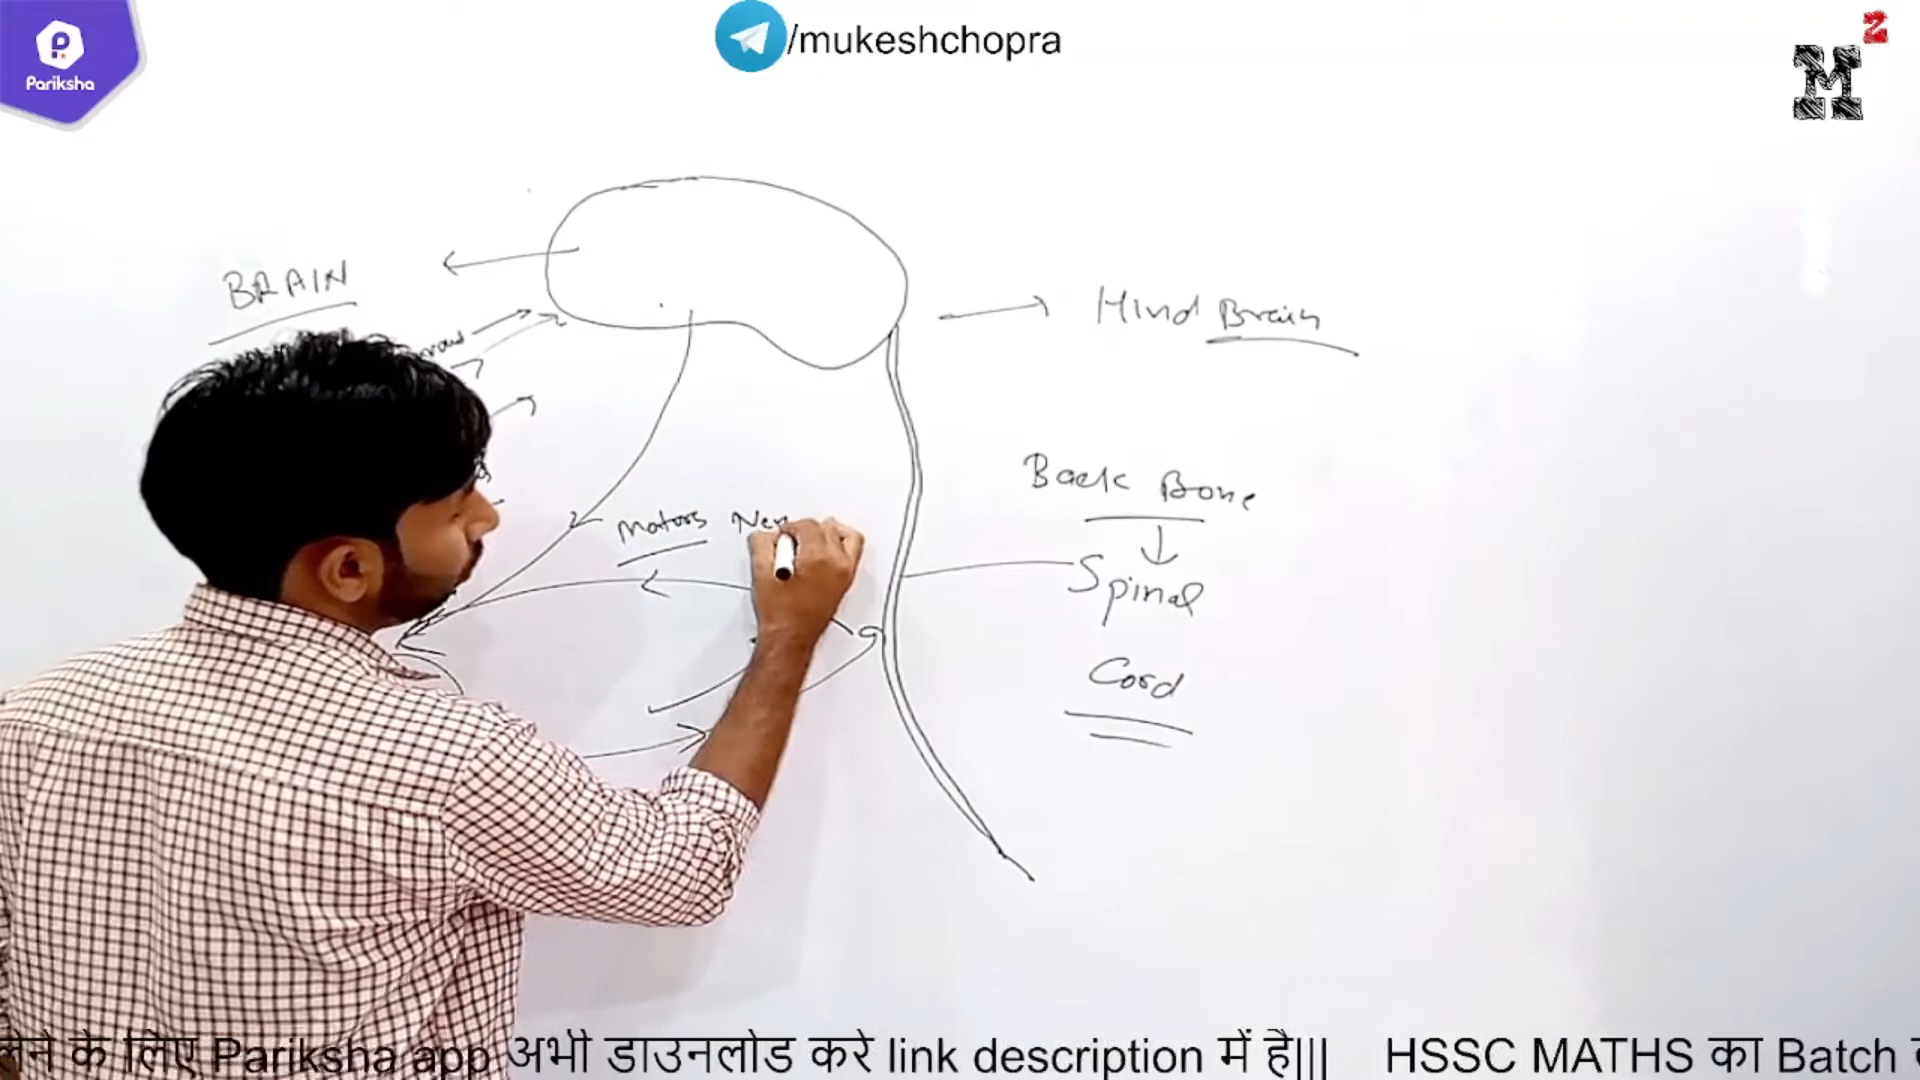 Pariksha
/mukeshchopra
M²
BRAIN
Hind Brain
Back Bone
Motors
Spinal
Cord
लेने के लिए Pariksha app अभी डाउनलोड करे link description में है||| HSSC MATHS का Batch